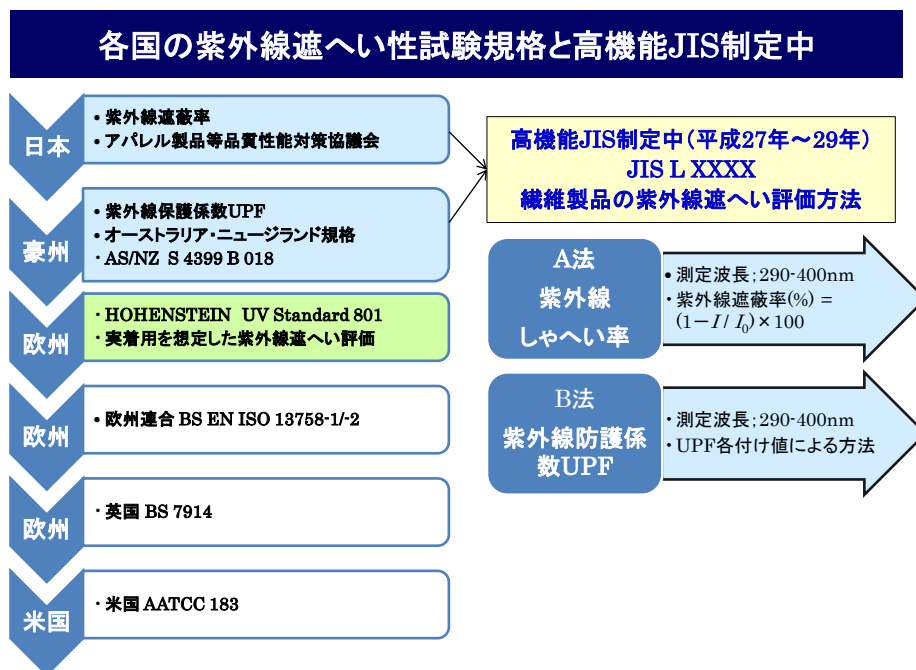 各国の紫外線遮へい性試験規格と高機能JIS制定中
日本
• 紫外線遮蔽率
• アパレル製品等品質性能対策協議会
豪州
• 紫外線保護係数UPF
• オーストラリア・ニュージランド規格
・AS/NZ S 4399 B 018
欧州
・HOHENSTEIN UV Standard 801
・実着用を想定した紫外線遮へい評価
欧州
• 欧州連合 BS EN ISO 13758-1/-2
欧州
・英国 BS 7914
米国
・米国 AATCC 183
高機能JIS制定中(平成27年~29年)
JIS L XXXX
繊維製品の紫外線遮へい評価方法
A法
紫外線
しゃへい率
• 測定波長;290-400nm
・紫外線遮蔽率(%) =
(1-I / I₀) × 100
B法
紫外線防護係
数UPF
・測定波長;290-400nm
・UPF各付け値による方法